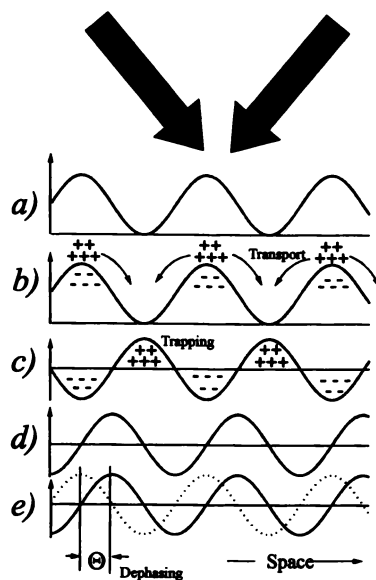 a)
++ ++ ++
+++ +++ Transport +++
b)
-- -- --
--- --- ---
c)
Trapping
++ ++
+++ +++
--- --- ---
-- -- --
d)
e)
Θ
Dephasing
Space